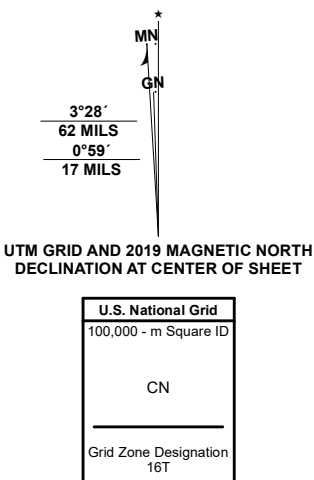 MN
GN
3°28´
62 MILS
0°59´
17 MILS
UTM GRID AND 2019 MAGNETIC NORTH
DECLINATION AT CENTER OF SHEET
U.S. National Grid
100,000 - m Square ID
CN
Grid Zone Designation
16T